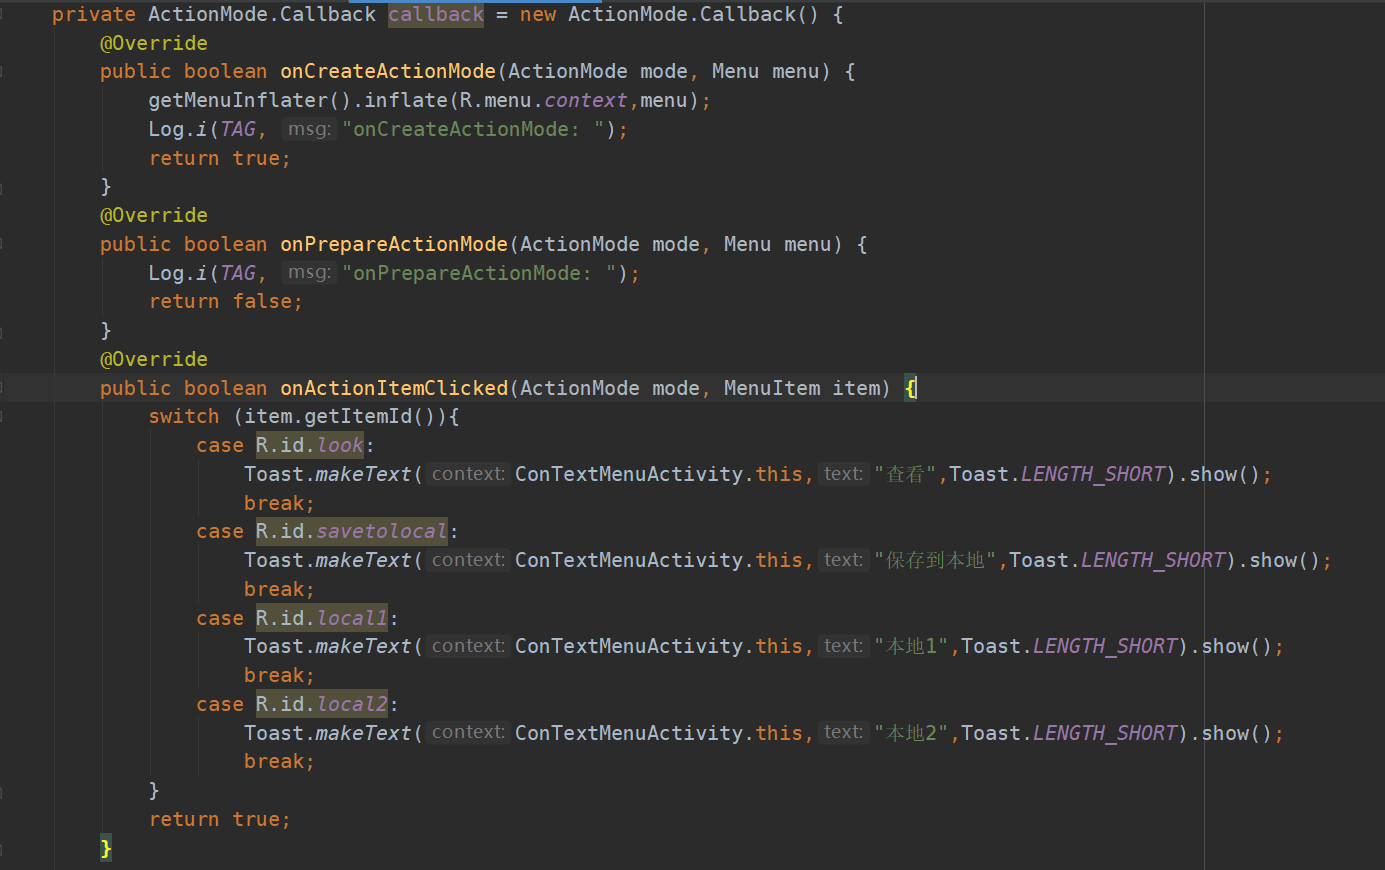 private ActionMode.Callback callback = new ActionMode.Callback() {
@Override
public boolean onCreateActionMode(ActionMode mode, Menu menu) {
getMenuInflater().inflate(R.menu.context,menu);
Log.i(TAG, msg: "onCreateActionMode: ");
return true;
}
@Override
public boolean onPrepareActionMode(ActionMode mode, Menu menu) {
Log.i(TAG, msg: "onPrepareActionMode: ");
return false;
}
@Override
public boolean onActionItemClicked(ActionMode mode, MenuItem item) {
switch (item.getItemId()){
case R.id.look:
Toast.makeText( context: ConTextMenuActivity.this, text: "查看",Toast.LENGTH_SHORT).show();
break;
case R.id.savetolocal:
Toast.makeText( context: ConTextMenuActivity.this, text: "保存到本地",Toast.LENGTH_SHORT).show();
break;
case R.id.local1:
Toast.makeText( context: ConTextMenuActivity.this, text: "本地1",Toast.LENGTH_SHORT).show();
break;
case R.id.local2:
Toast.makeText( context: ConTextMenuActivity.this, text: "本地2",Toast.LENGTH_SHORT).show();
break;
}
return true;
}